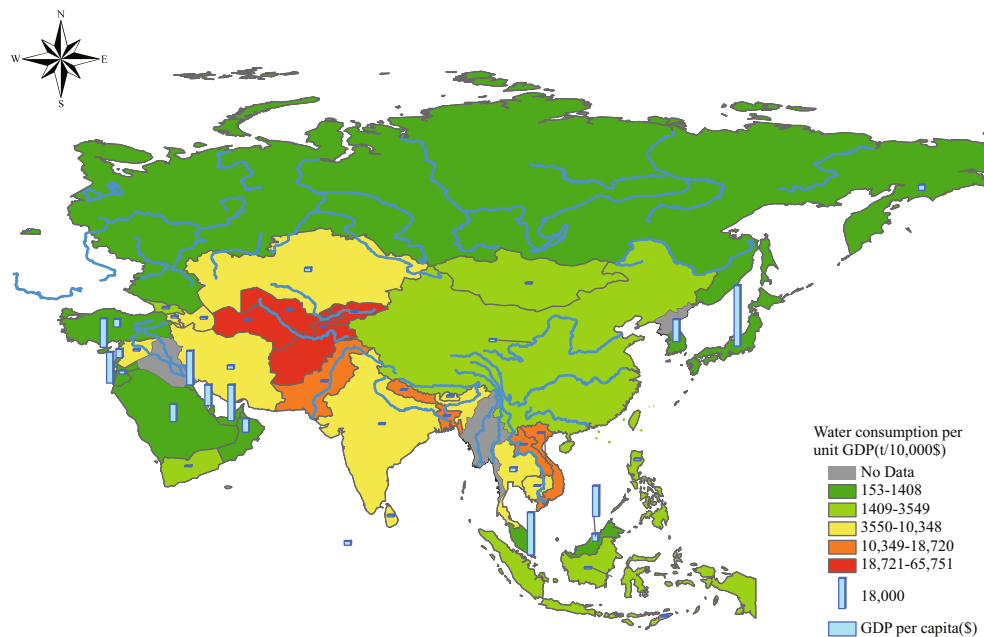 N
W E
S
Water consumption per
unit GDP(t/10,000$)
No Data
153-1408
1409-3549
3550-10,348
10,349-18,720
18,721-65,751
18,000
GDP per capita($)